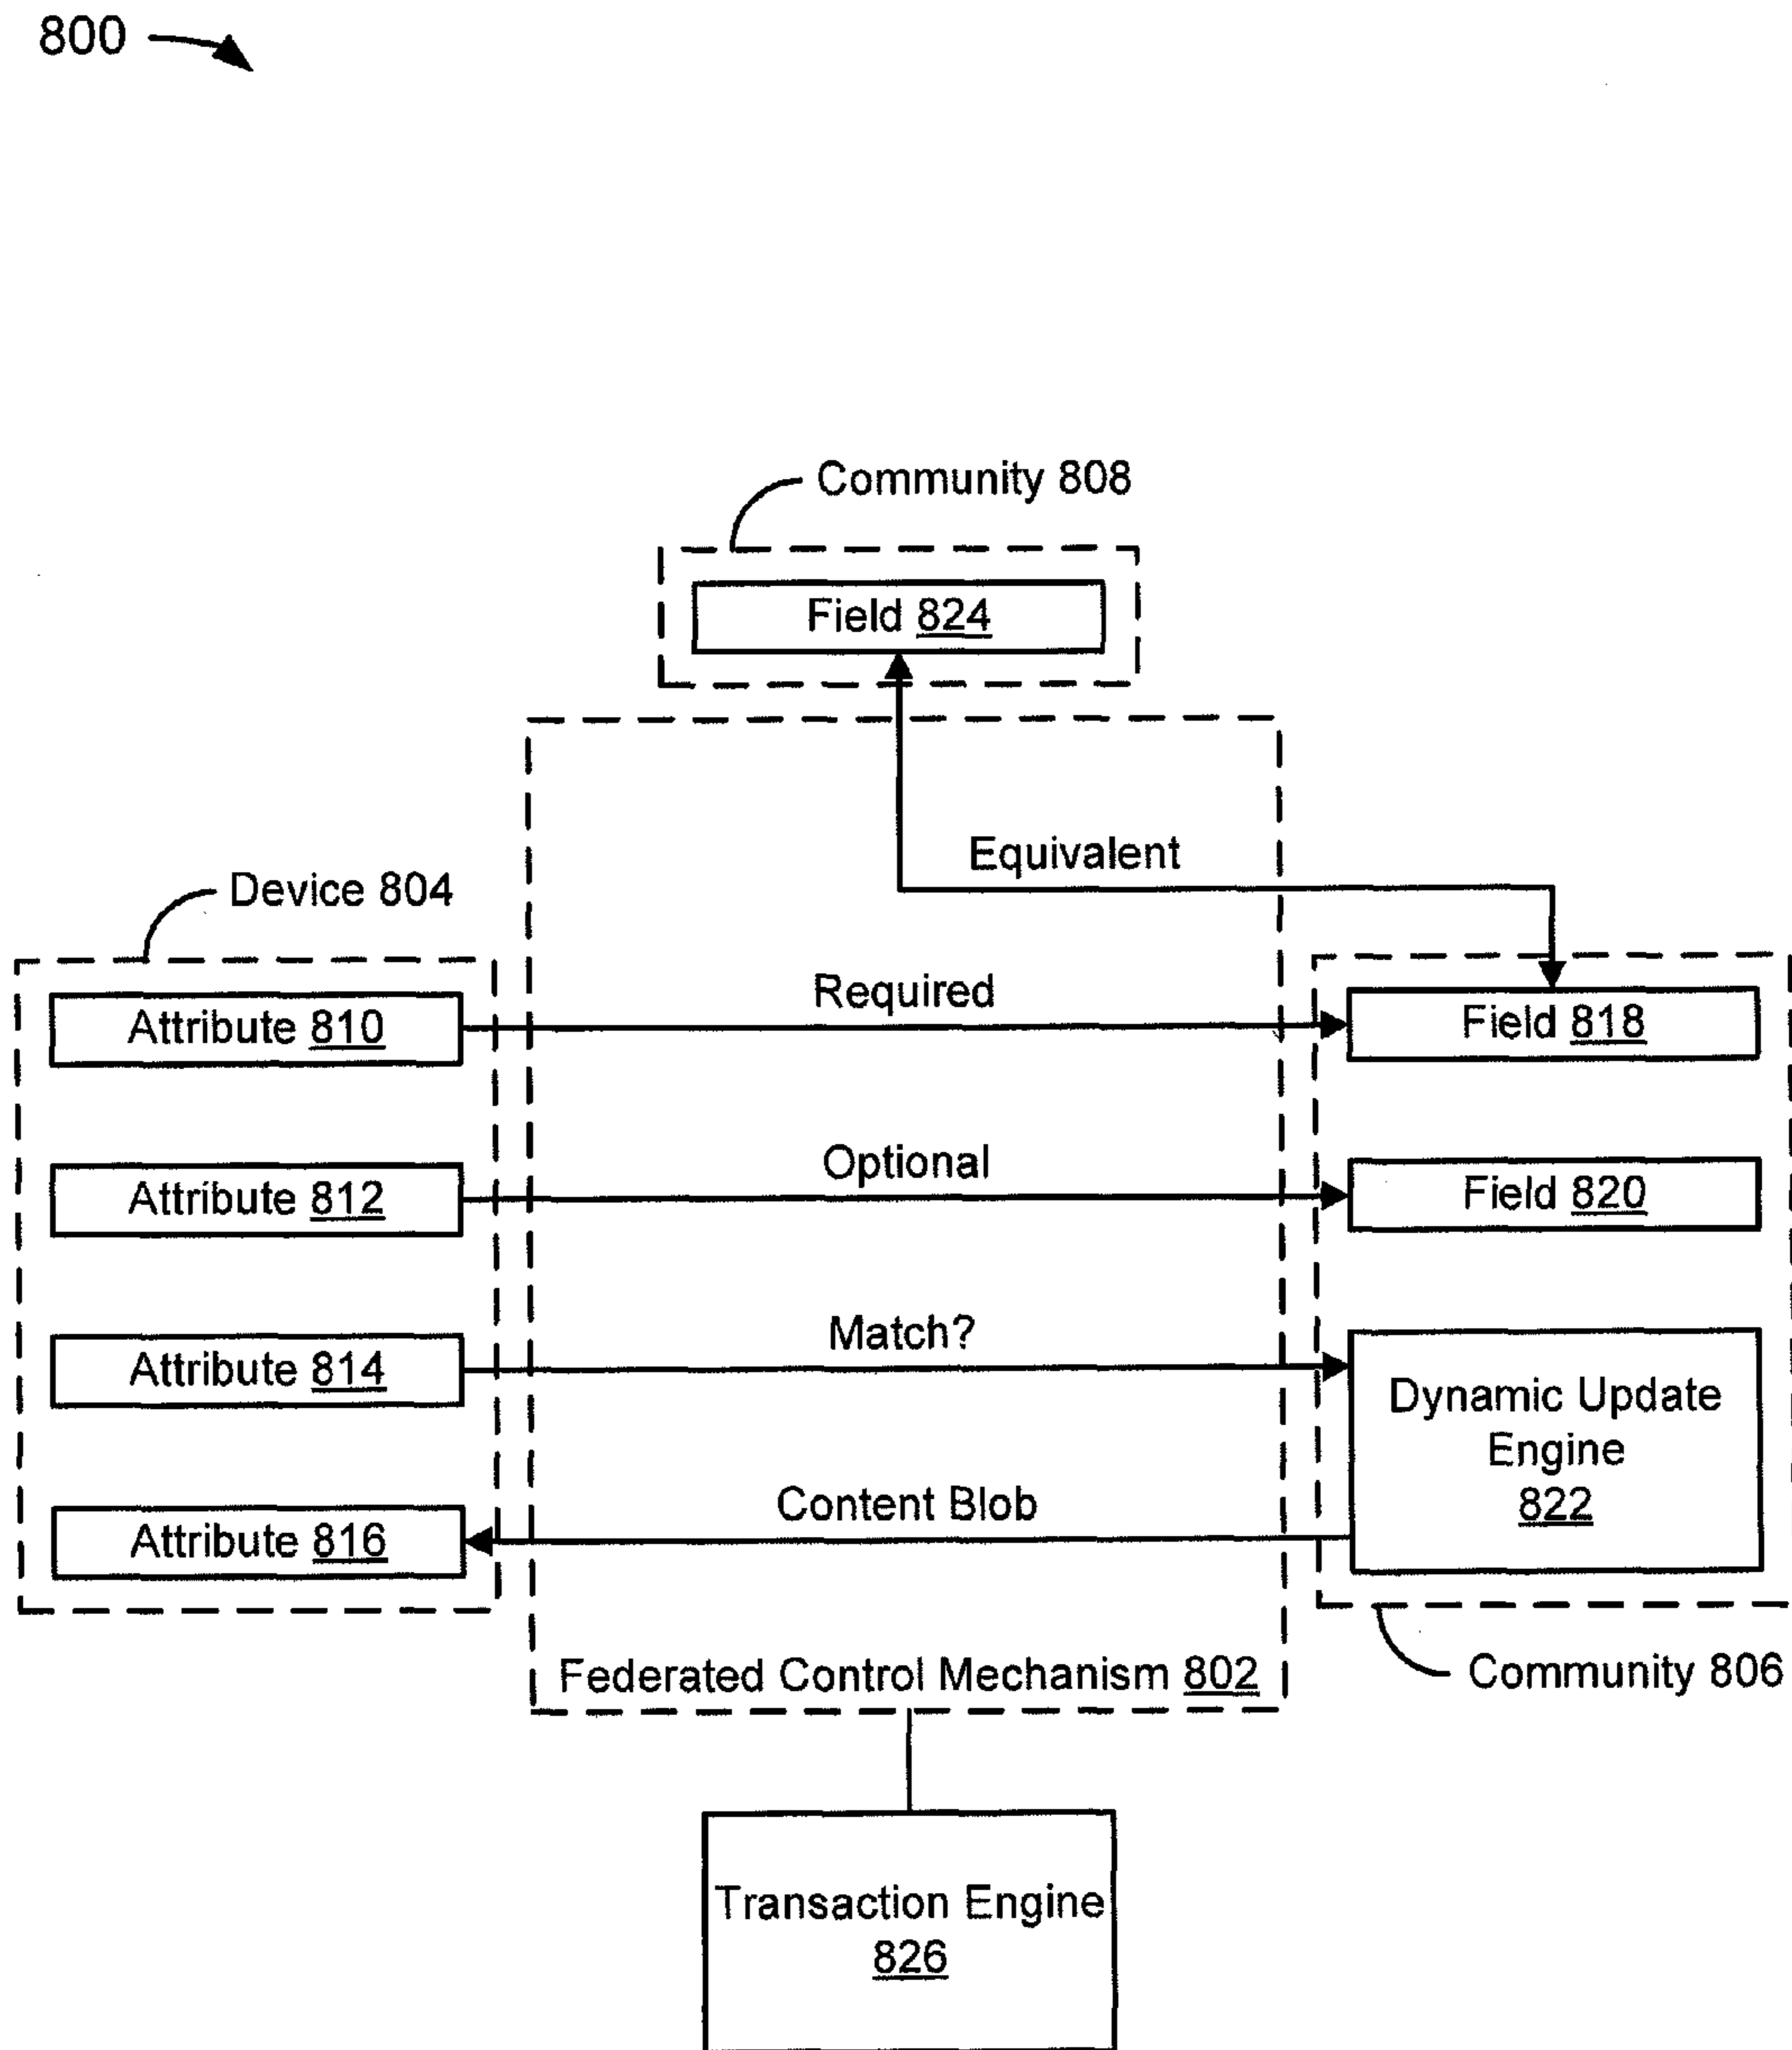 800
Community 808
Field 824
Equivalent
Device 804
Required
Attribute 810
Field 818
Optional
Attribute 812
Field 820
Match?
Attribute 814
Dynamic Update
Engine
822
Content Blob
Attribute 816
Federated Control Mechanism 802
Community 806
Transaction Engine
826